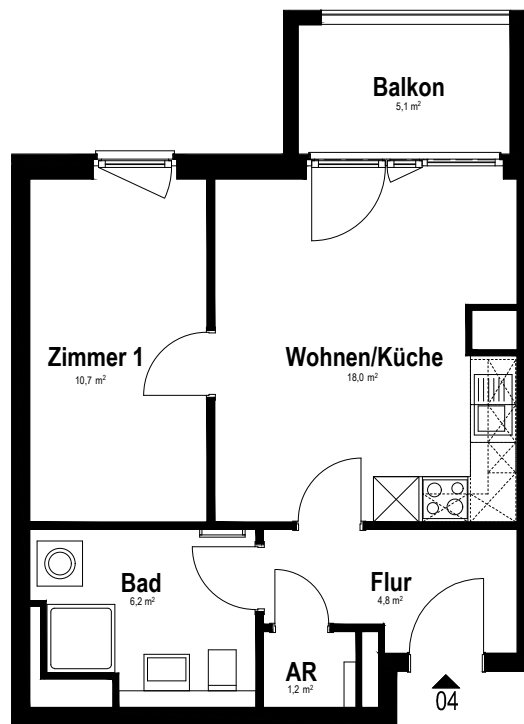 Balkon
5,1 m²
Zimmer 1
10,7 m²
Wohnen/Küche
18,0 m²
Bad
6,2 m²
Flur
4,8 m²
AR
1,2 m²
04